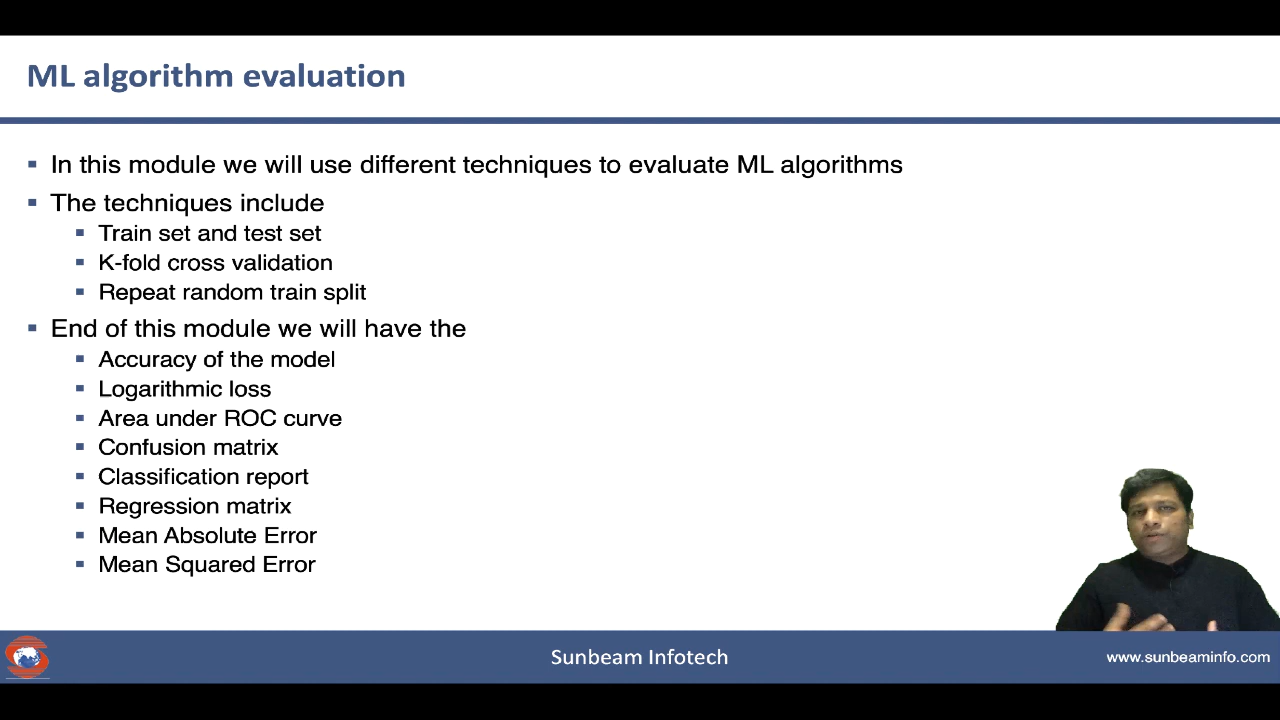 ML algorithm evaluation
In this module we will use different techniques to evaluate ML algorithms
The techniques include
Train set and test set
K-fold cross validation
Repeat random train split
End of this module we will have the
Accuracy of the model
Logarithmic loss
Area under ROC curve
Confusion matrix
Classification report
Regression matrix
Mean Absolute Error
Mean Squared Error
Sunbeam Infotech
www.sunbeaminfo.com